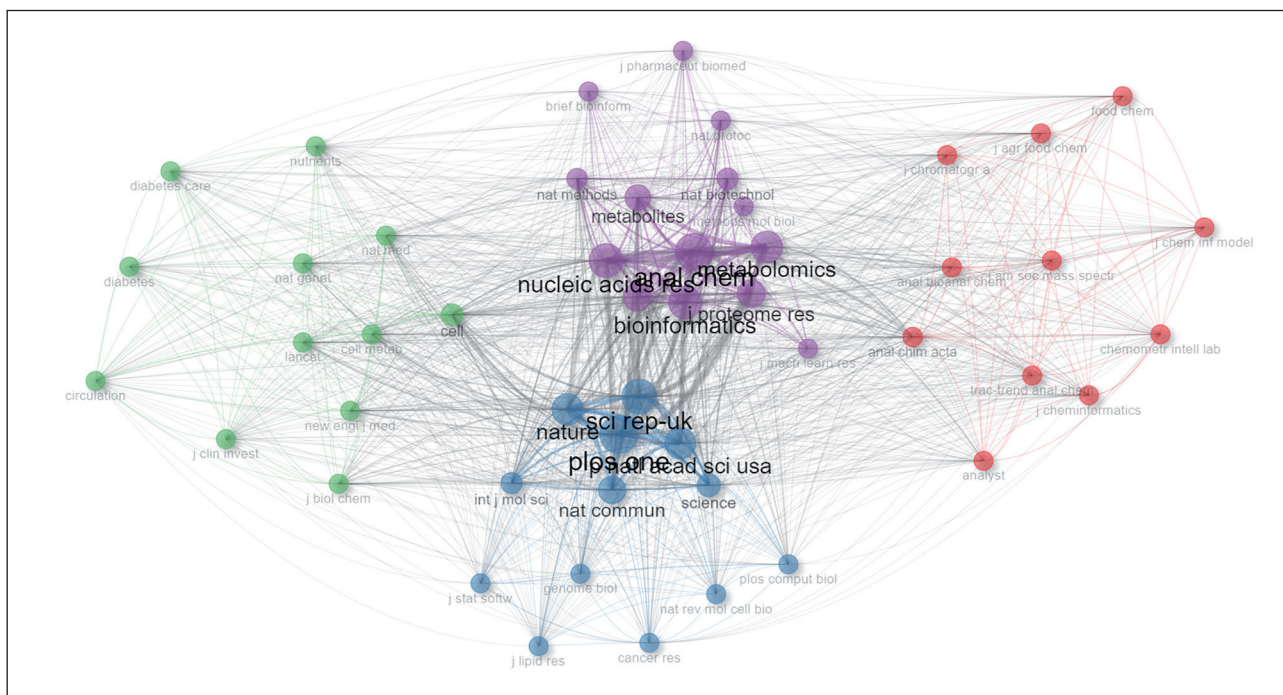 j pharmaceut biomed
brief bioinform
food chem
nat protoc
j agr food chem
nutrients
j chromatogr a
diabetes care
nat methods
nat biotechnol
metabolites
methods mol biol
j chem inf model
nat med
metabolomics
anal chem
nucleic acids res
nat genet
diabetes
j am soc mass spectr
anal bioanal chem
j proteome res
bioinformatics
cell
lancet
cell metab
j mach learn res
anal chim acta
chemometr intell lab
circulation
trac-trend anal chem
j cheminformatics
new engl j med
sci rep-uk
nature
j clin invest
plos one
p natl acad sci usa
analyst
j biol chem
int j mol sci
science
nat commun
plos comput biol
genome biol
j stat softw
nat rev mol cell bio
j lipid res
cancer res